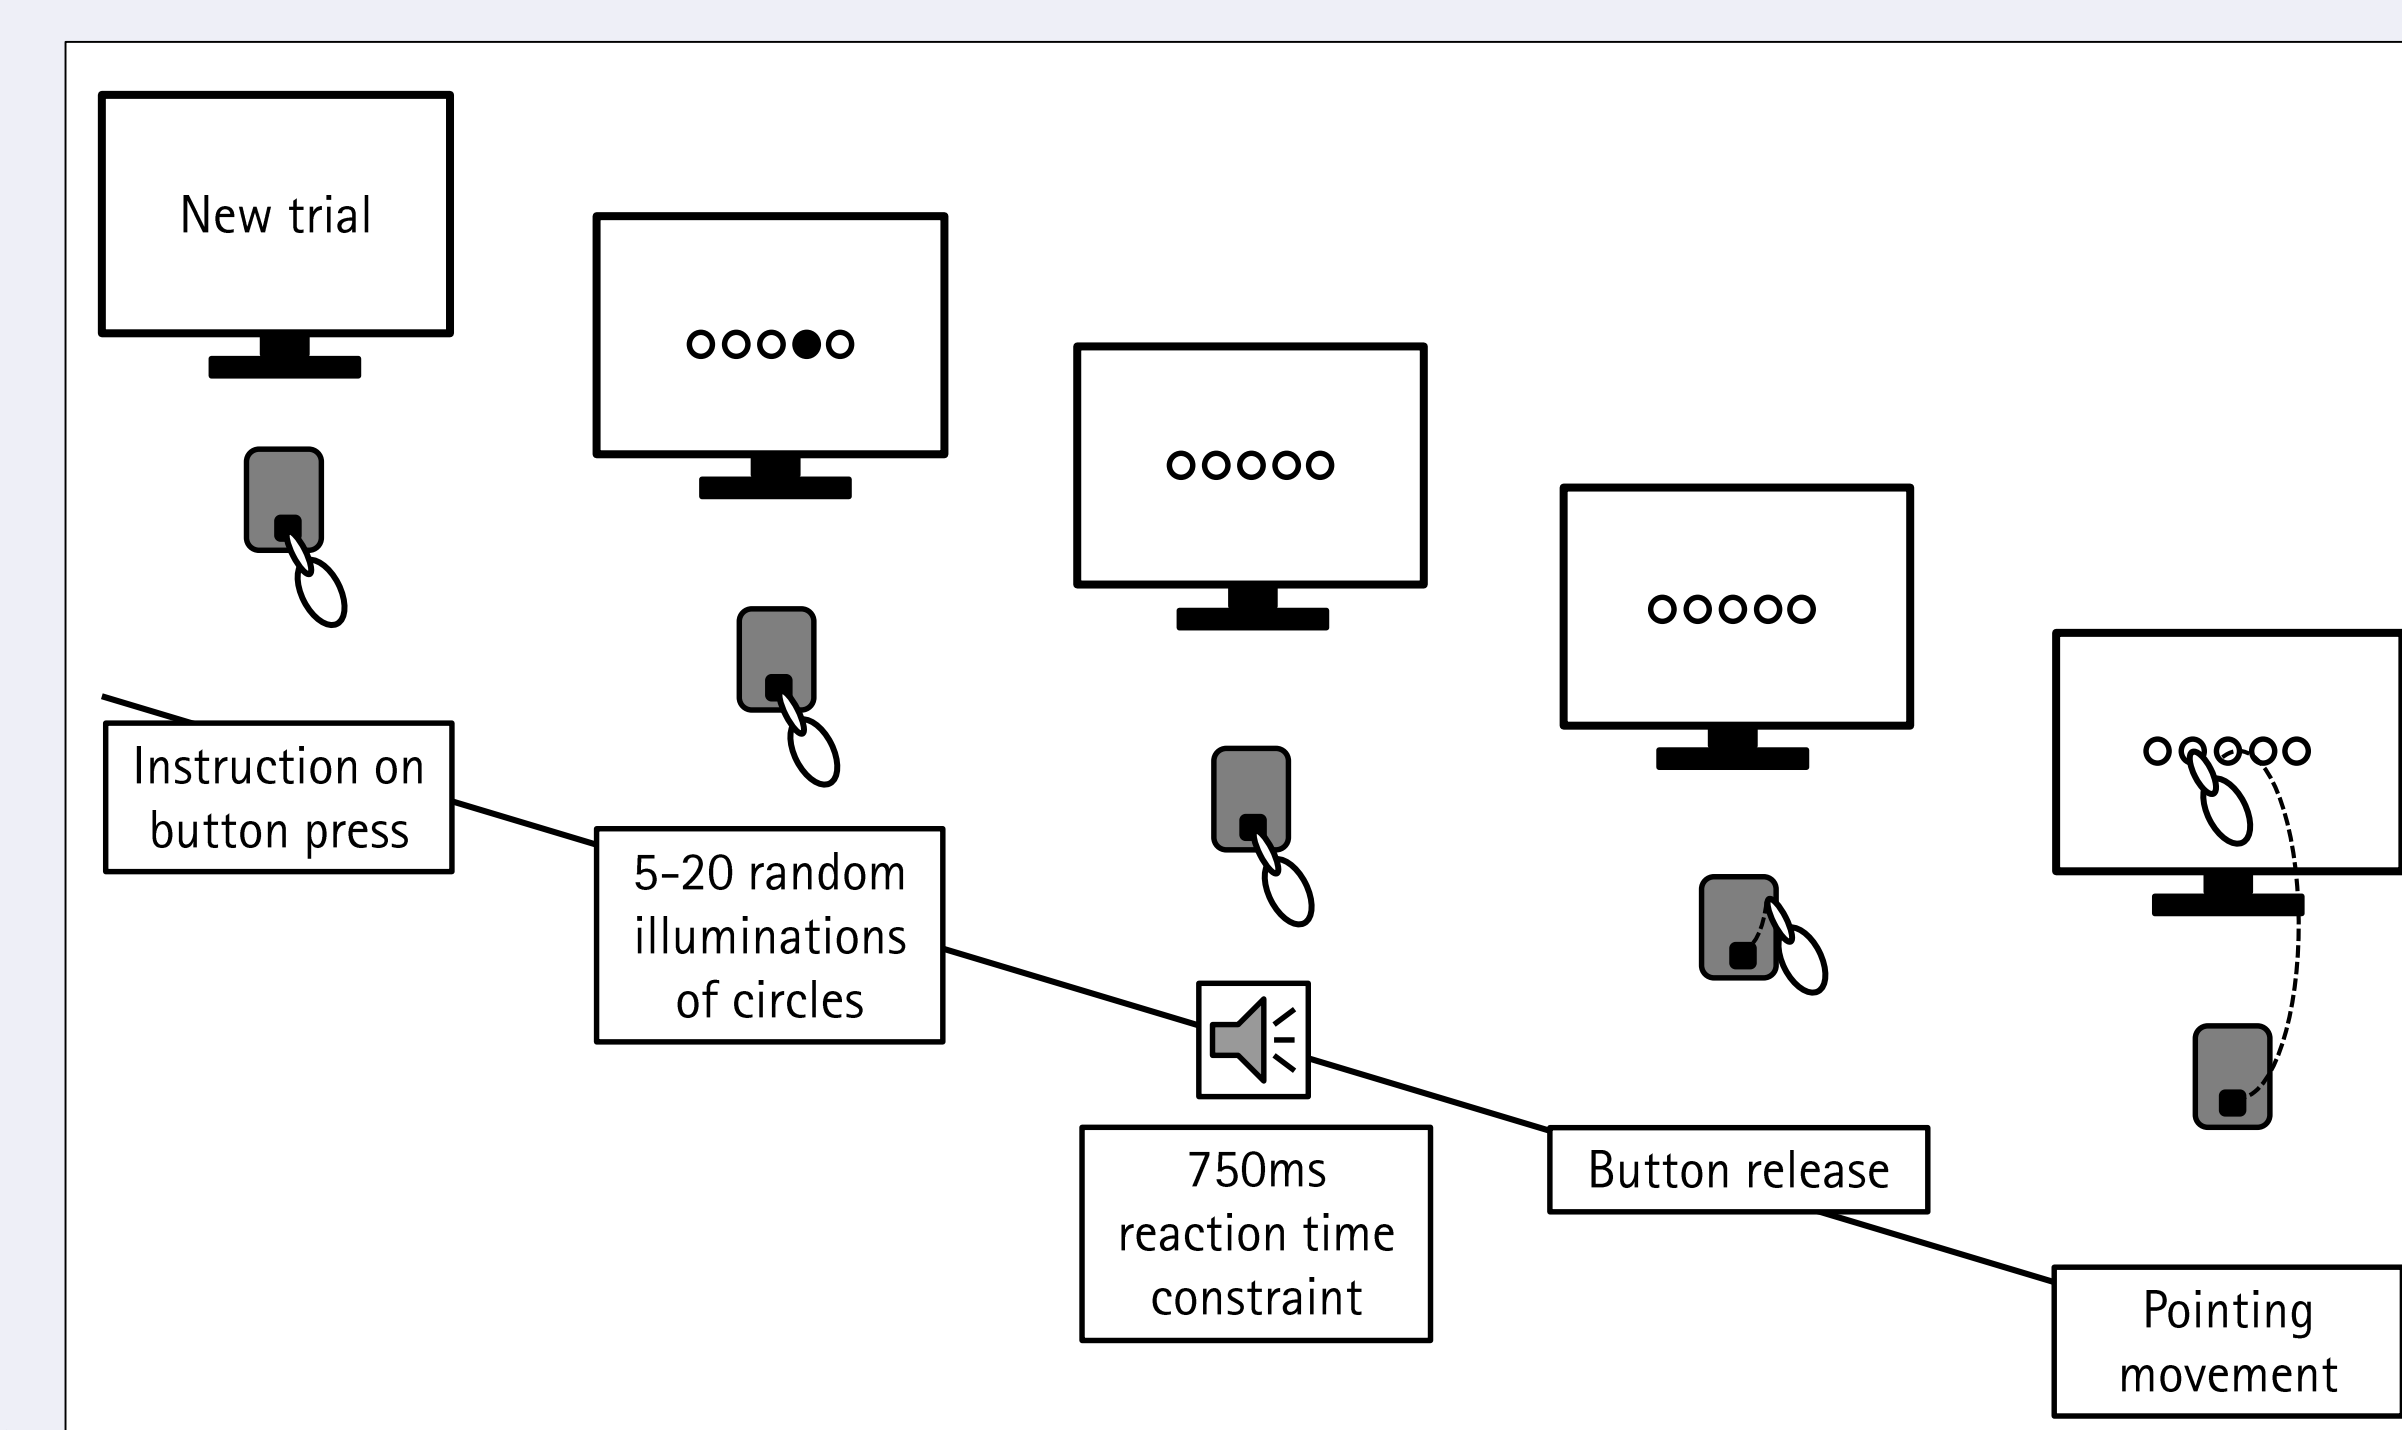 New trial
Instruction on
button press
5-20 random
illuminations
of circles
750ms
reaction time
constraint
Button release
Pointing
movement